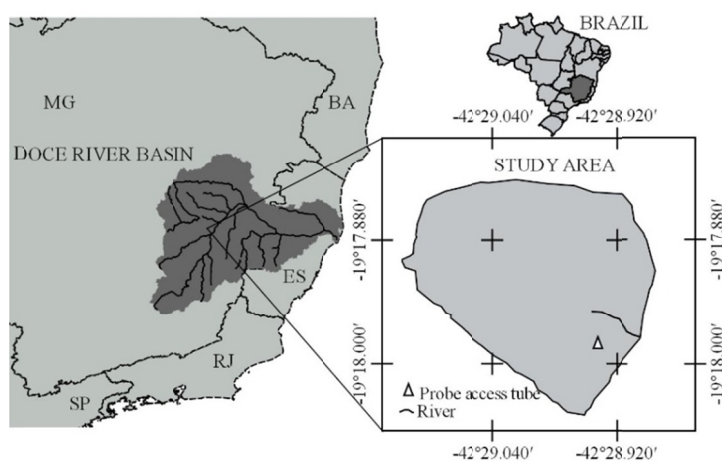 BRAZIL
MG
BA
DOCE RIVER BASIN
ES
RJ
SP
-42°29.040′ -42°28.920′
STUDY AREA
-19°17.880′
-19°18.000′
-19°17.880′
-19°18.000′
Probe access tube
River
-42°29.040′ -42°28.920′